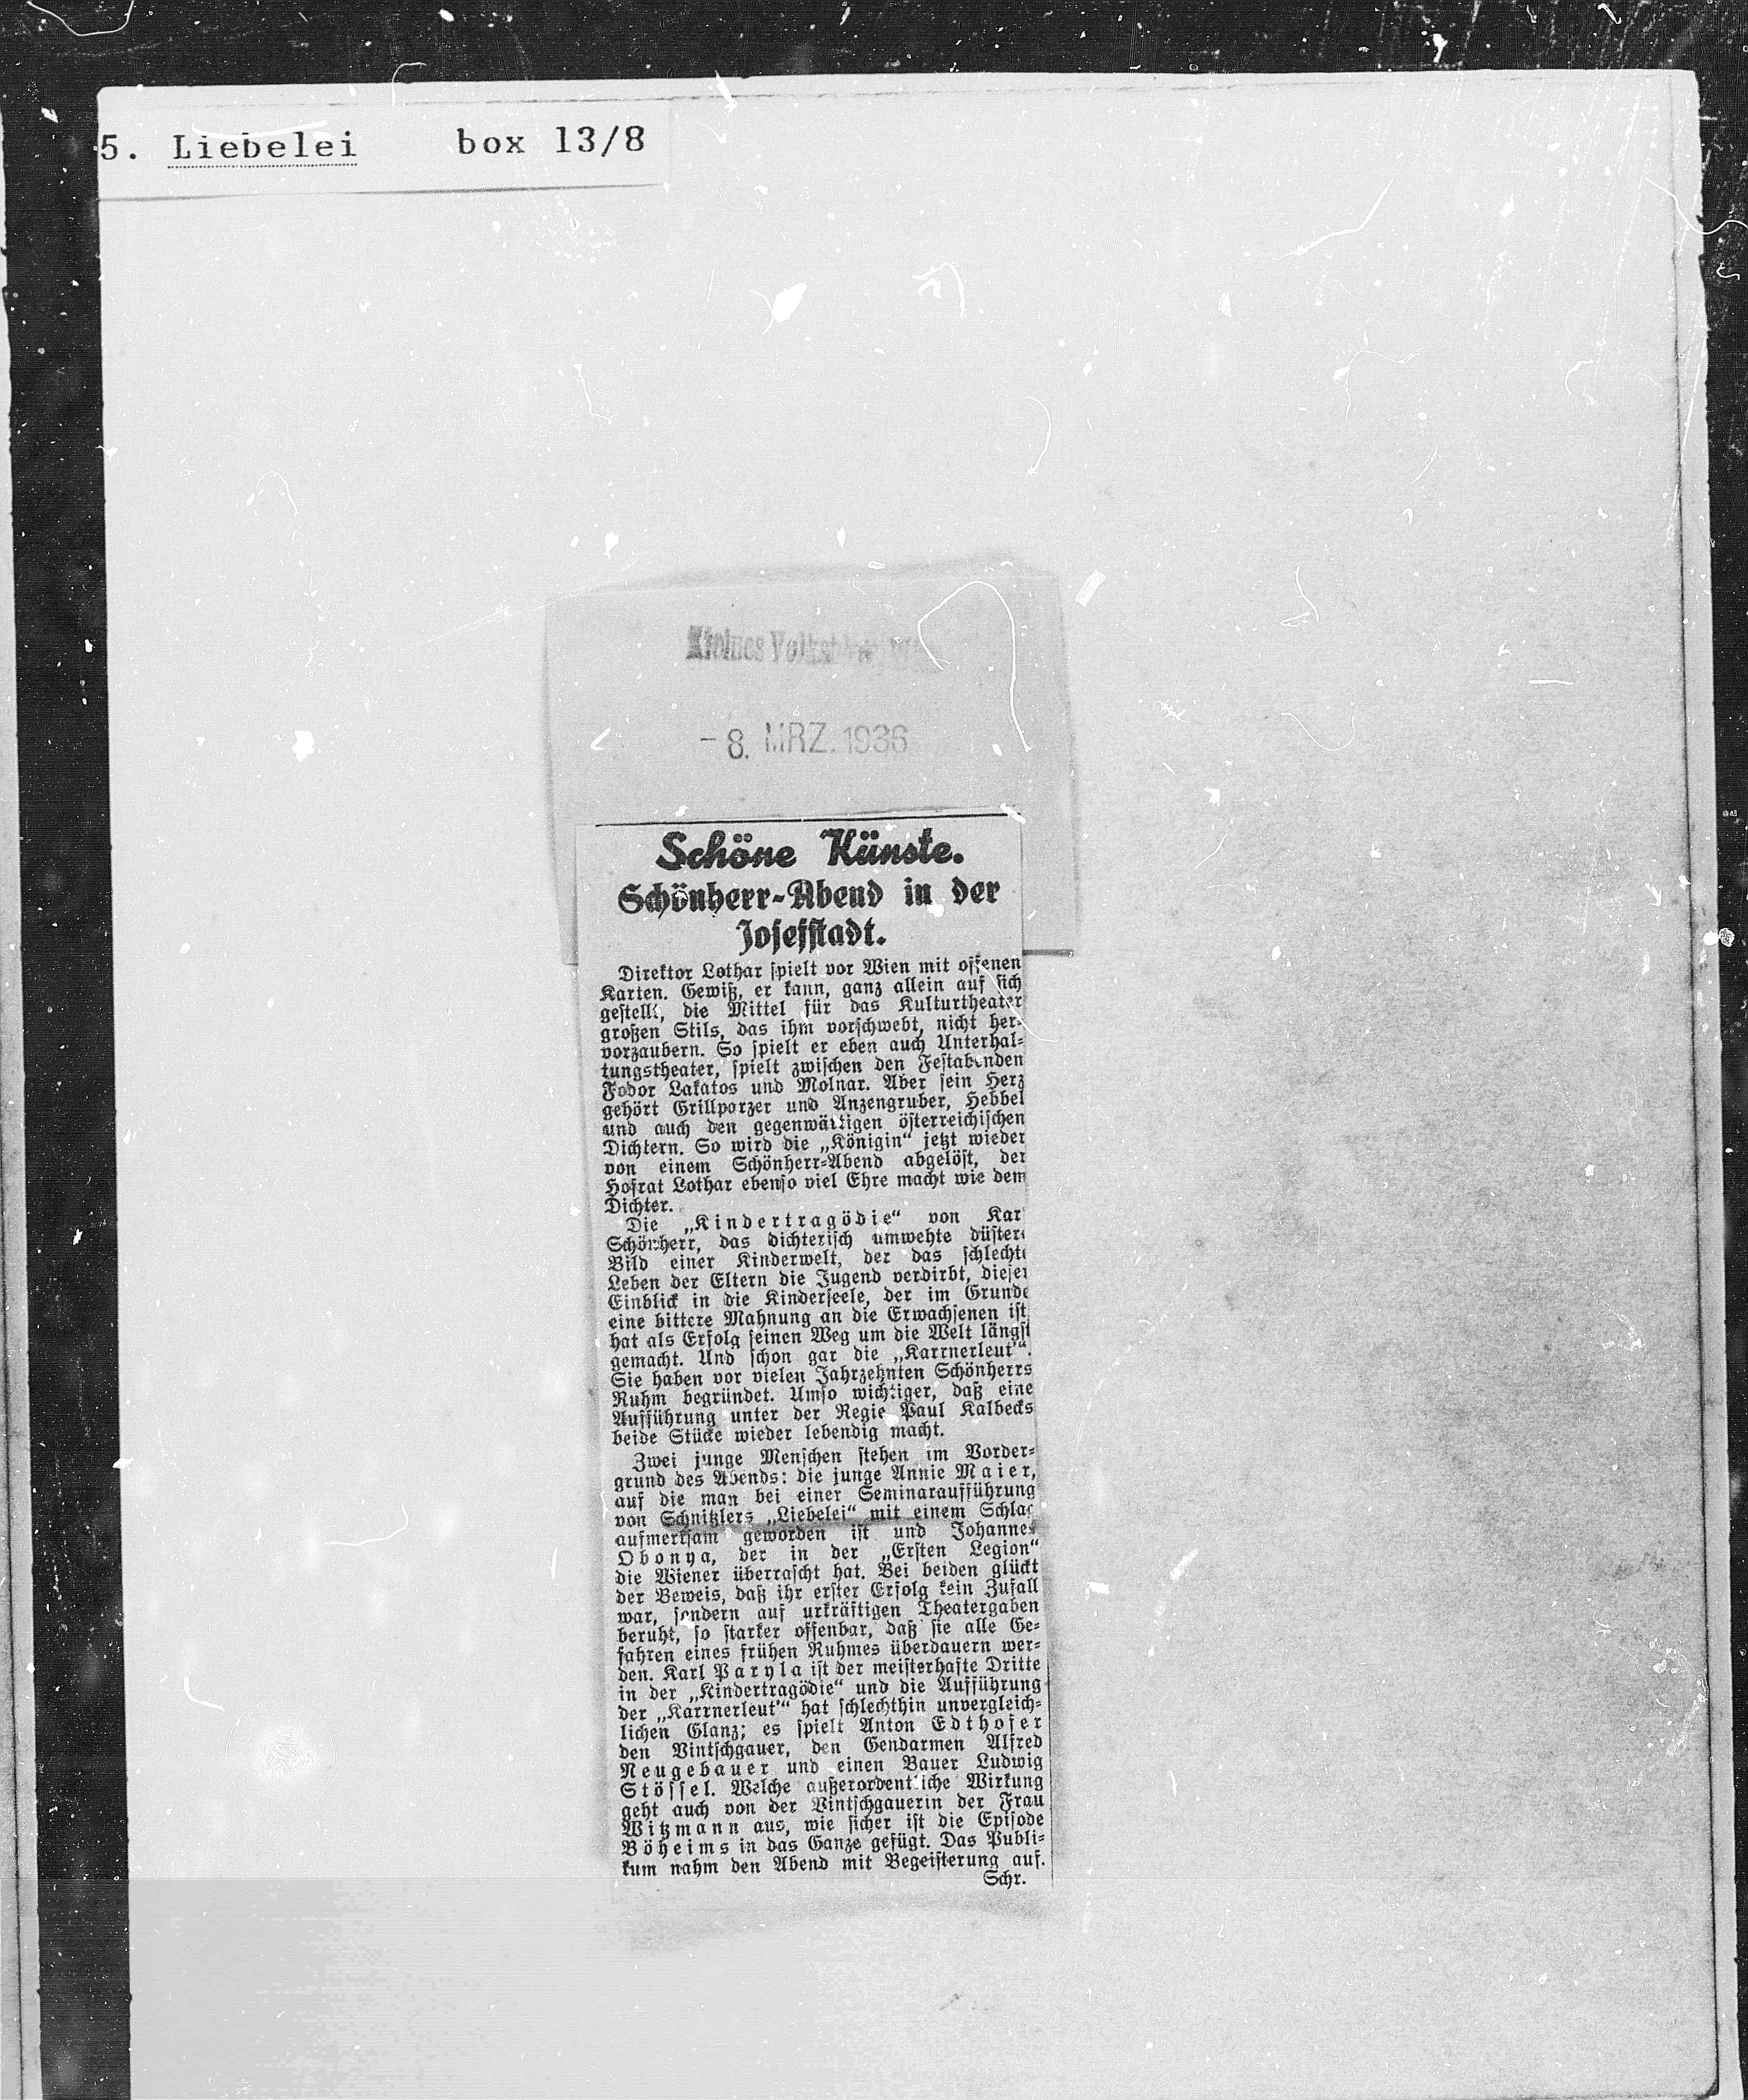 5. Liebelei box 13/8
Kleines Volksblatt
- 8. MRZ. 1936
Schöne Künste.
Schönherr-Abend in der
Josefstadt.
Direktor Lothar spielt vor Wien mit offenen
Karten. Gewiß, er kann, ganz allein auf sich
gestellt, die Mittel für das Kulturtheater
großen Stils, das ihm vorschwebt, nicht her-
vorzaubern. So spielt er eben auch Unterhal-
tungstheater, spielt zwischen den Festabenden
Fodor Lakatos und Molnar. Aber sein Herz
gehört Grillparzer und Anzengruber, Hebbel
und auch den gegenwärtigen österreichischen
Dichtern. So wird die „Königin“ jetzt wieder
von einem Schönherr-Abend abgelöst, der
Hofrat Lothar ebenso viel Ehre macht wie dem
Dichter.
Die „Kindertragödie“ von Kar
Schönherr, das dichterisch umwehte düstere
Bild einer Kinderwelt, der das schlechte
Leben der Eltern die Jugend verdirbt, dieser
Einblick in die Kinderseele, der im Grunde
eine bittere Mahnung an die Erwachsenen ist,
hat als Erfolg seinen Weg um die Welt längst
gemacht. Und schon gar die „Karrnerleut'“.
Sie haben vor vielen Jahrzehnten Schönherrs
Ruhm begründet. Umso wichtiger, daß eine
Aufführung unter der Regie Paul Kalbecks
beide Stücke wieder lebendig macht.
Zwei junge Menschen stehen im Vorder-
grund des Abends: die junge Annie Maier,
auf die man bei einer Seminaraufführung
von Schnitzlers „Liebelei“ mit einem Schlag
aufmerksam geworden ist und Johannes
Obonya, der in der „Ersten Legion“
die Wiener überrascht hat. Bei beiden glückt
der Beweis, daß ihr erster Erfolg kein Zufall
war, sondern auf urkräftigen Theatergaben
beruht, so starker offenbar, daß sie alle Ge-
fahren eines frühen Ruhmes überdauern wer-
den. Karl Paryla ist der meisterhafte Dritte
in der „Kindertragödie“ und die Aufführung
der „Karrnerleut'“ hat schlechthin unvergleich-
lichen Glanz; es spielt Anton Edthofer
den Vintschgauer, den Gendarmen Alfred
Neugebauer und einen Bauer Ludwig
Stössel. Welche außerordentliche Wirkung
geht auch von der Vintschgauerin der Frau
Witzmann aus, wie sicher ist die Episode
Böheims in das Ganze gefügt. Das Publi-
kum nahm den Abend mit Begeisterung auf.
Schr.